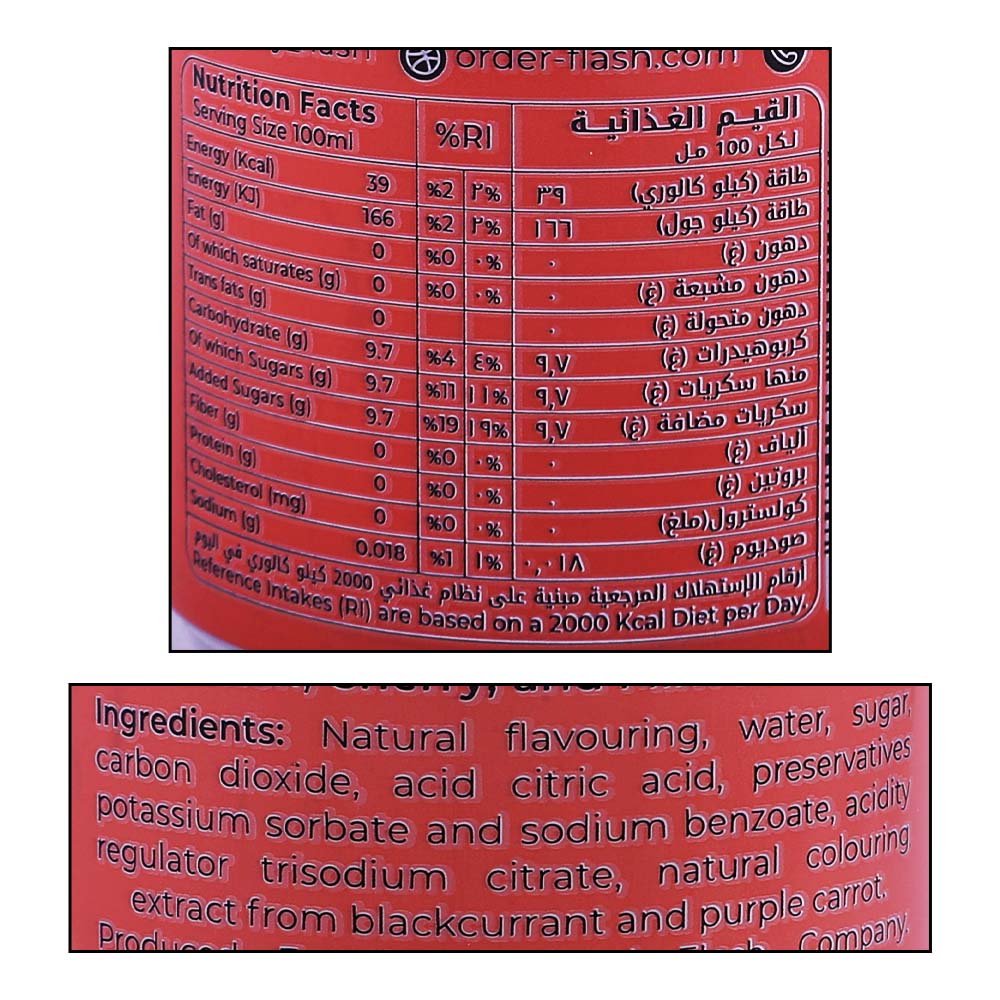 order-flash.com
Nutrition Facts
Serving Size 100ml
%RI
القيم الغذائية
لكل 100 مل
Energy (Kcal) 39 %2 ٢% ٣٩ طاقة (كيلو كالوري)
Energy (KJ) 166 %2 ٢% ١٦٦ طاقة (كيلو جول)
Fat (g) 0 %0 ٠% ٠ دهون (غ)
Of which saturates (g) 0 %0 ٠% ٠ دهون مشبعة (غ)
Trans fats (g) 0 ٠ دهون متحولة (غ)
Carbohydrate (g) 9.7 %4 ٤% ٩,٧ كربوهيدرات (غ)
Of which Sugars (g) 9.7 %11 ١١% ٩,٧ منها سكريات (غ)
Added Sugars (g) 9.7 %19 ١٩% ٩,٧ سكريات مضافة (غ)
Fiber (g) 0 %0 ٠% ٠ ألياف (غ)
Protein (g) 0 %0 ٠% ٠ بروتين (غ)
Cholesterol (mg) 0 %0 ٠% ٠ كولسترول(ملغ)
Sodium (g) 0.018 %1 ١% ٠,٠١٨ صوديوم (غ)
أرقام الإستهلاك المرجعية مبنية على نظام غذائي 2000 كيلو كالوري في اليوم
Reference Intakes (RI) are based on a 2000 Kcal Diet per Day.
Cherry, and
Ingredients: Natural flavouring, water, sugar,
carbon dioxide, acid citric acid, preservatives
potassium sorbate and sodium benzoate, acidity
regulator trisodium citrate, natural colouring
extract from blackcurrant and purple carrot.
Flash Company.